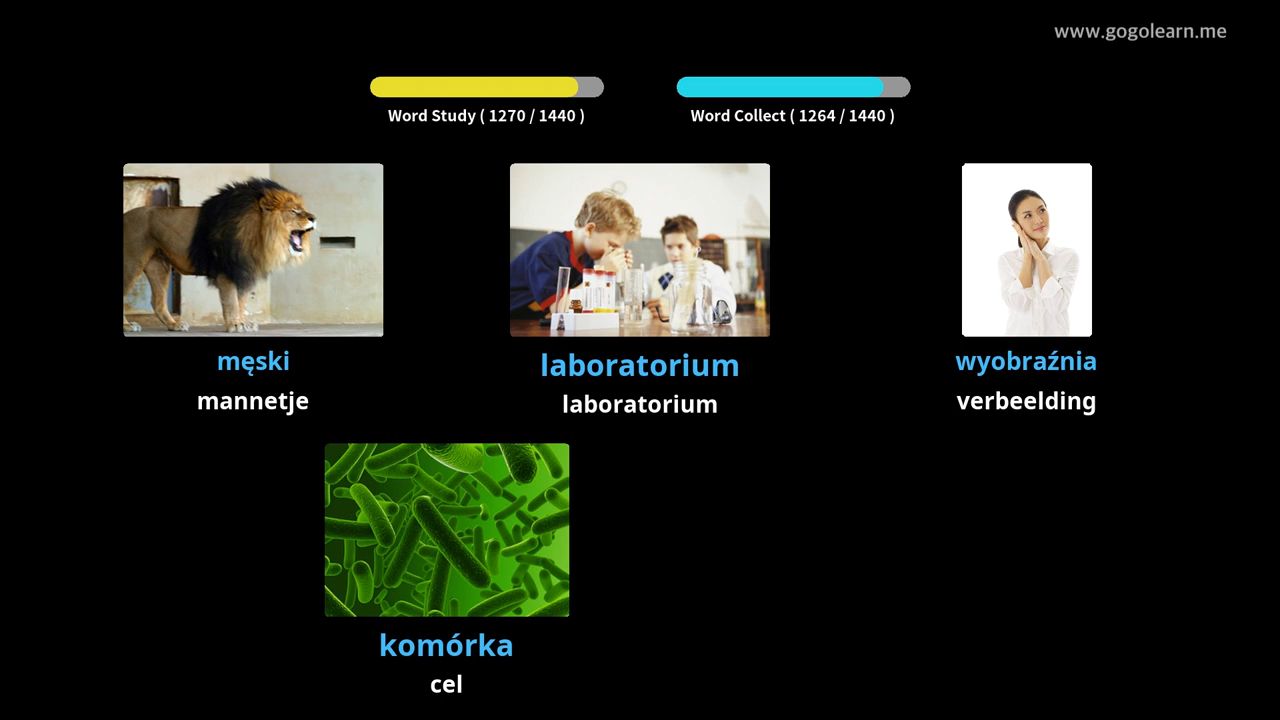 www.gogolearn.me
Word Study ( 1270 / 1440 )
Word Collect ( 1264 / 1440 )
męski
mannetje
laboratorium
laboratorium
wyobraźnia
verbeelding
komórka
cel